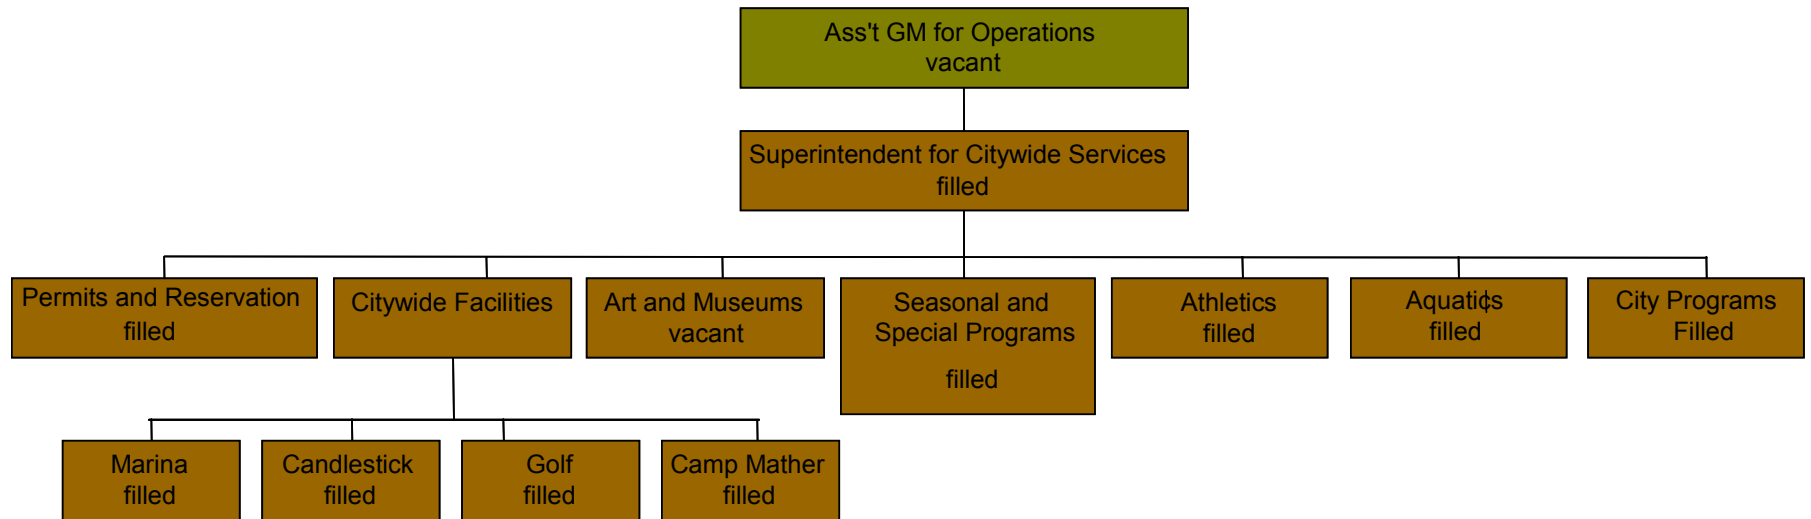 Ass't GM for Operations
vacant
Superintendent for Citywide Services
filled
Permits and Reservation
filled
Citywide Facilities
Art and Museums
vacant
Seasonal and
Special Programs
filled
Athletics
filled
Aquatics
filled
City Programs
Filled
Marina
filled
Candlestick
filled
Golf
filled
Camp Mather
filled